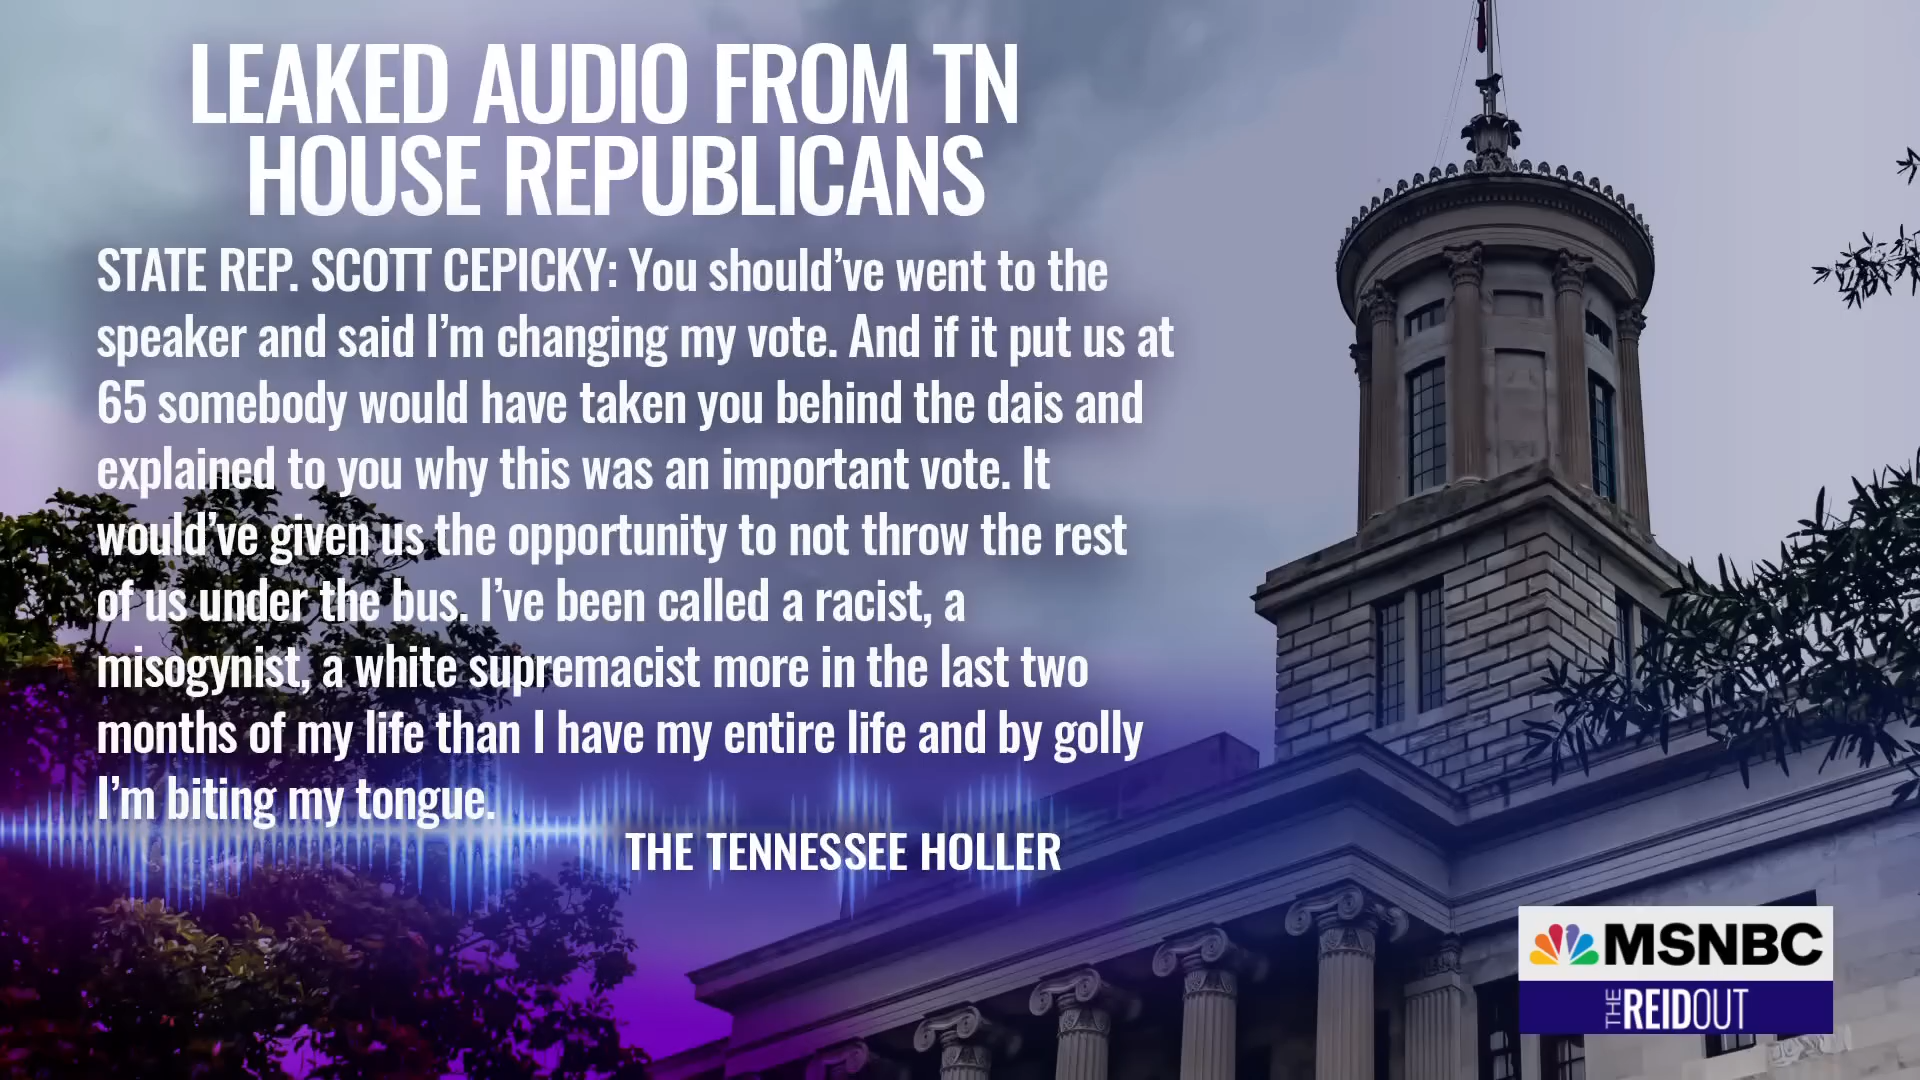 LEAKED AUDIO FROM TN
HOUSE REPUBLICANS
STATE REP. SCOTT CEPICKY: You should’ve went to the
speaker and said I’m changing my vote. And if it put us at
65 somebody would have taken you behind the dais and
explained to you why this was an important vote. It
would’ve given us the opportunity to not throw the rest
of us under the bus. I’ve been called a racist, a
misogynist, a white supremacist more in the last two
months of my life than I have my entire life and by golly
I’m biting my tongue.
THE TENNESSEE HOLLER
MSNBC
THE REIDOUT